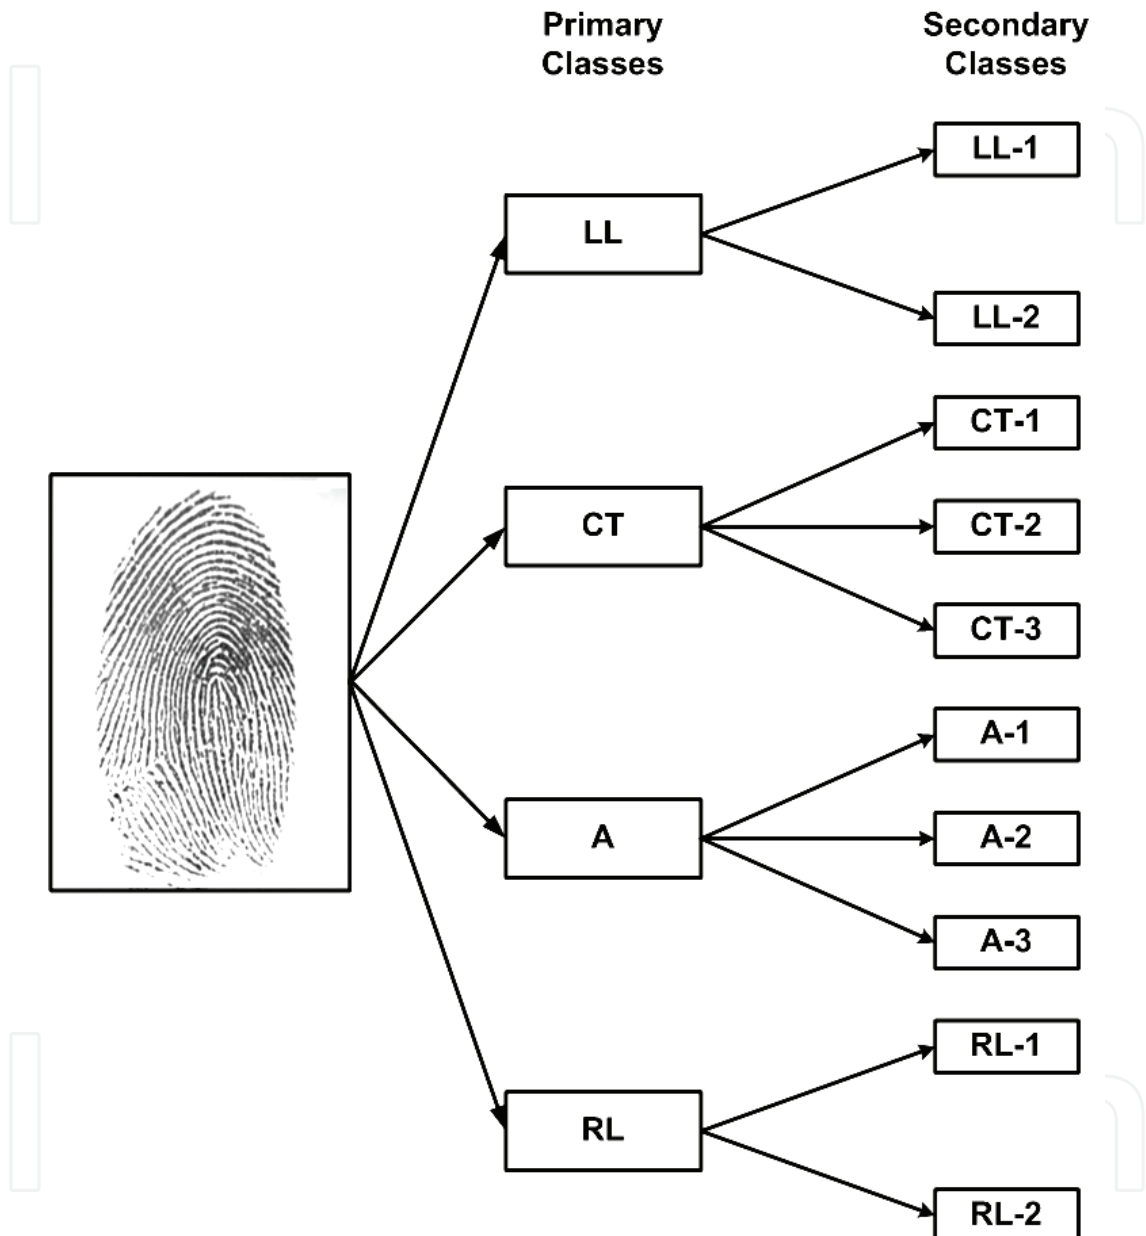 Primary
Classes
Secondary
Classes
LL-1
LL
LL-2
CT-1
CT
CT-2
CT-3
A-1
A
A-2
A-3
RL-1
RL
RL-2